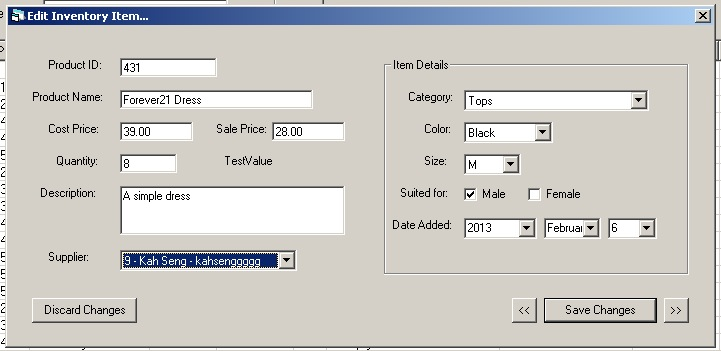 Edit Inventory Item...
Product ID: 431
Product Name: Forever21 Dress
Cost Price: 39.00 Sale Price: 28.00
Quantity: 8 TestValue
Description: A simple dress
Supplier: 9 - Kah Seng - kahsenggggg
Item Details
Category: Tops
Color: Black
Size: M
Suited for: Male Female
Date Added: 2013 Februar 6
Discard Changes << Save Changes >>